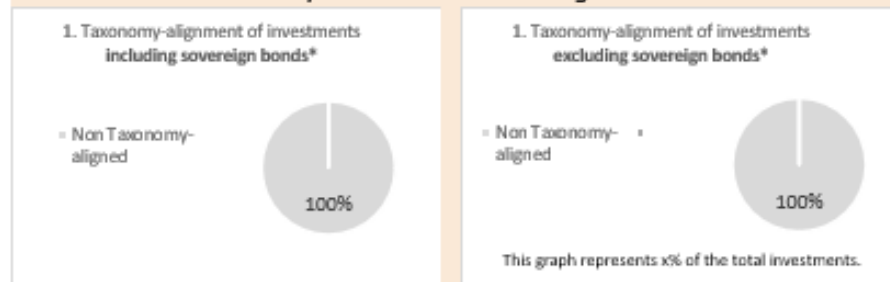 1. Taxonomy-alignment of investments
including sovereign bonds*
Non Taxonomy-
aligned
100%
1. Taxonomy-alignment of investments
excluding sovereign bonds*
Non Taxonomy-
aligned
100%
This graph represents x% of the total investments.